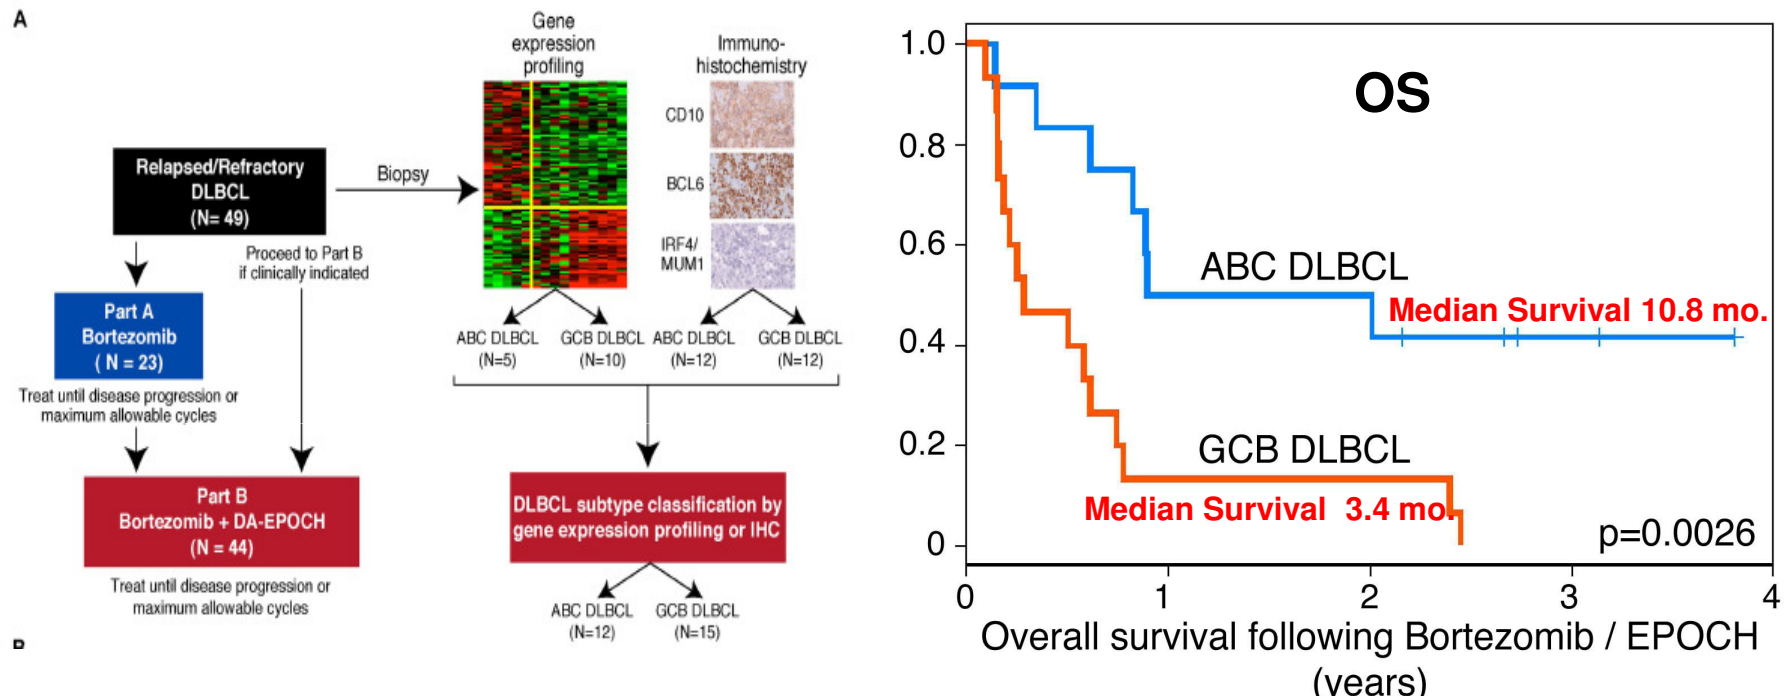 A
Gene
expression
profiling
Immuno-
histochemistry
CD10
BCL6
IRF4/
MUM1
Relapsed/Refractory
DLBCL
(N= 49)
Biopsy
Proceed to Part B
if clinically indicated
Part A
Bortezomib
( N = 23)
Treat until disease progression or
maximum allowable cycles
ABC DLBCL
(N=5)
GCB DLBCL
(N=10)
ABC DLBCL
(N=12)
GCB DLBCL
(N=12)
Part B
Bortezomib + DA-EPOCH
(N = 44)
Treat until disease progression or
maximum allowable cycles
DLBCL subtype classification by
gene expression profiling or IHC
ABC DLBCL
(N=12)
GCB DLBCL
(N=15)
OS
1.0
0.8
0.6
0.4
0.2
0
ABC DLBCL
Median Survival 10.8 mo.
GCB DLBCL
Median Survival 3.4 mo.
p=0.0026
0 1 2 3 4
Overall survival following Bortezomib / EPOCH
(years)